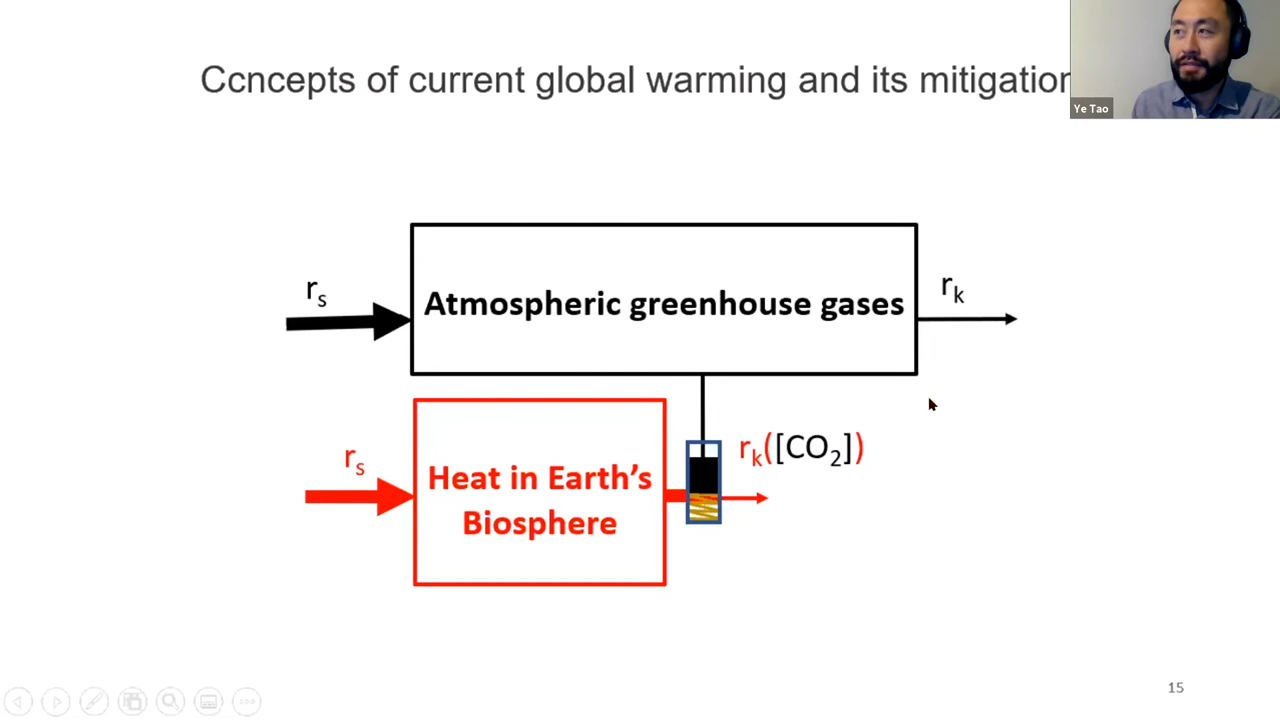 Ccncepts of current global warming and its mitigation
Ye Tao
rₛ
Atmospheric greenhouse gases
rₖ
rₛ
Heat in Earth’s
Biosphere
rₖ([CO₂])
15